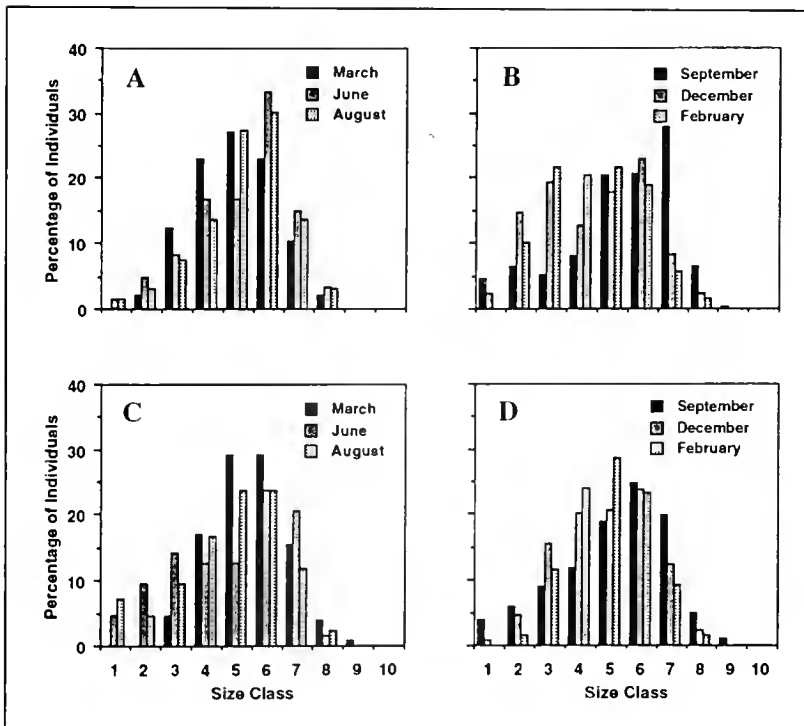 40
30
20
10
0
Percentage of Individuals
A
March
June
August
B
September
December
February
40
30
20
10
0
Percentage of Individuals
C
March
June
August
D
September
December
February
1 2 3 4 5 6 7 8 9 10
Size Class
1 2 3 4 5 6 7 8 9 10
Size Class